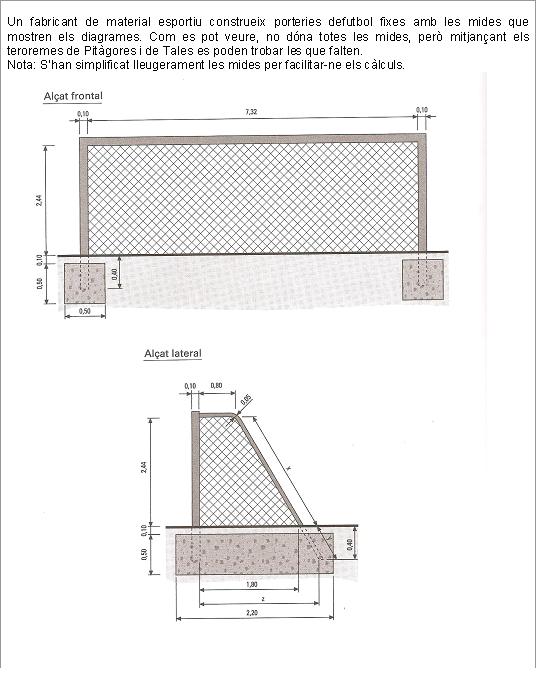 Un fabricant de material esportiu construeix porteries defutbol fixes amb les mides que
mostren els diagrames. Com es pot veure, no dóna totes les mides, però mitjançant els
teroremes de Pitàgores i de Tales es poden trobar les que falten.
Nota: S'han simplificat lleugerament les mides per facilitar-ne els càlculs.
Alçat frontal
0,10 7,32 0,10
2,44
0,10
0,40
0,50
0,50
Alçat lateral
0,10 0,80
0,05
x
2,44
0,10
0,40
0,50
1,80
z
2,20